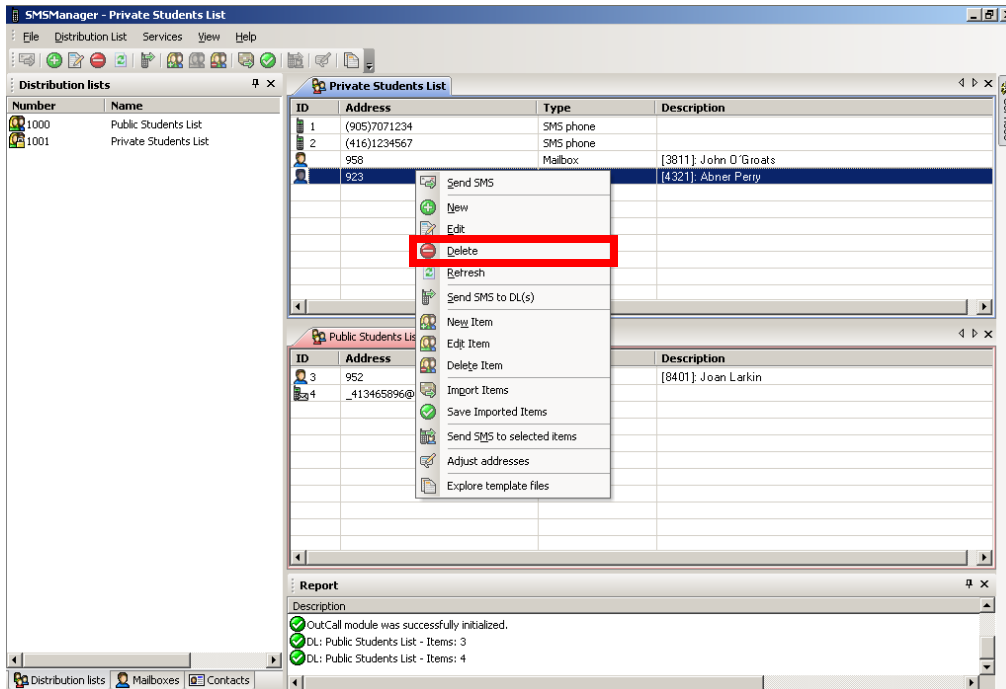 SMSManager - Private Students List
File Distribution List Services View Help
Distribution lists
Number Name
1000 Public Students List
1001 Private Students List
Distribution lists Mailboxes Contacts
Private Students List
ID Address Type Description
1 (905)7071234 SMS phone
2 (416)1234567 SMS phone
958 Mailbox [3811]: John O´Groats
923 [4321]: Abner Perry
Send SMS
New
Edit
Delete
Refresh
Send SMS to DL(s)
New Item
Edit Item
Delete Item
Import Items
Save Imported Items
Send SMS to selected items
Adjust addresses
Explore template files
Public Students Lis
ID Address Description
3 952 [8401]: Joan Larkin
4 _413465896@
Report
Description
OutCall module was successfully initialized.
DL: Public Students List - Items: 3
DL: Public Students List - Items: 4